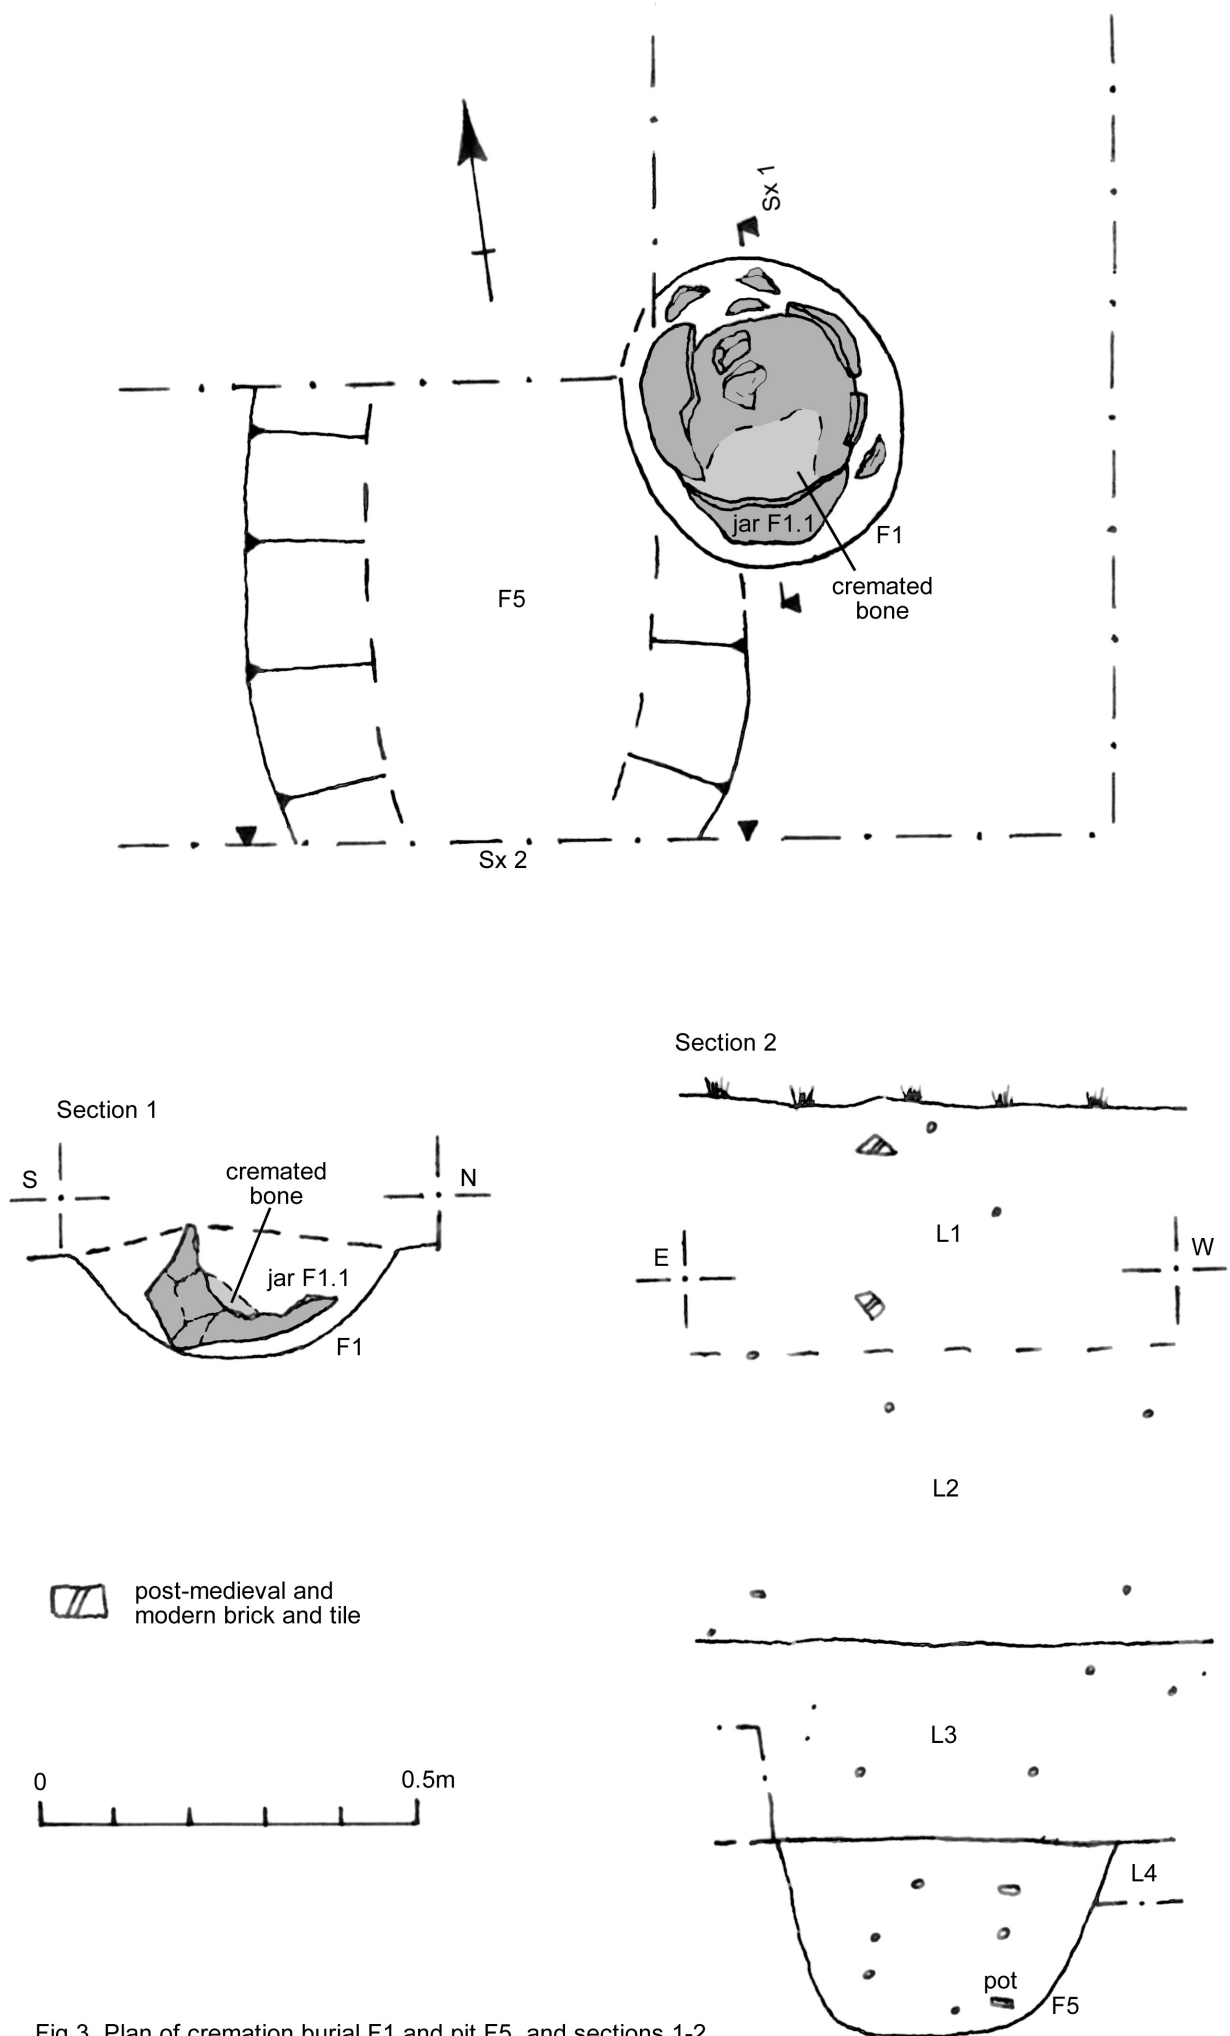 Sx 1
jar F1.1
F1
cremated
bone
F5
Sx 2
Section 1
S
N
cremated
bone
jar F1.1
F1
Section 2
L1
E
W
L2
post-medieval and
modern brick and tile
L3
0
0.5m
L4
pot
F5
Fig 3 Plan of cremation burial F1 and pit F5, and sections 1-2